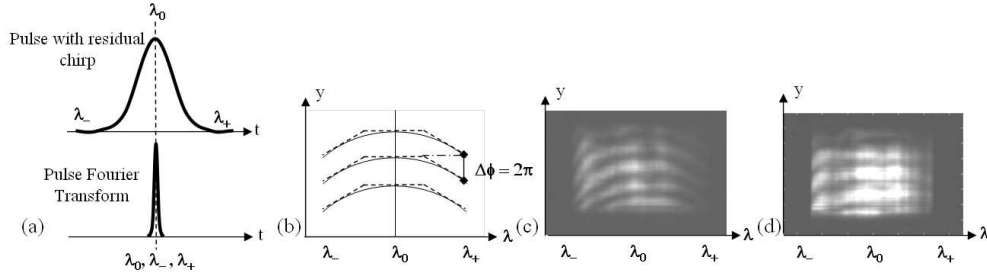 λ₀
Pulse with residual
chirp
λ₋
λ₊
t
Pulse Fourier
Transform
(a)
t
λ₀, λ₋, λ₊
y
Δϕ = 2π
(b)
λ
λ₋
λ₀
λ₊
y
(c)
λ
λ₋
λ₀
λ₊
y
(d)
λ
λ₋
λ₀
λ₊